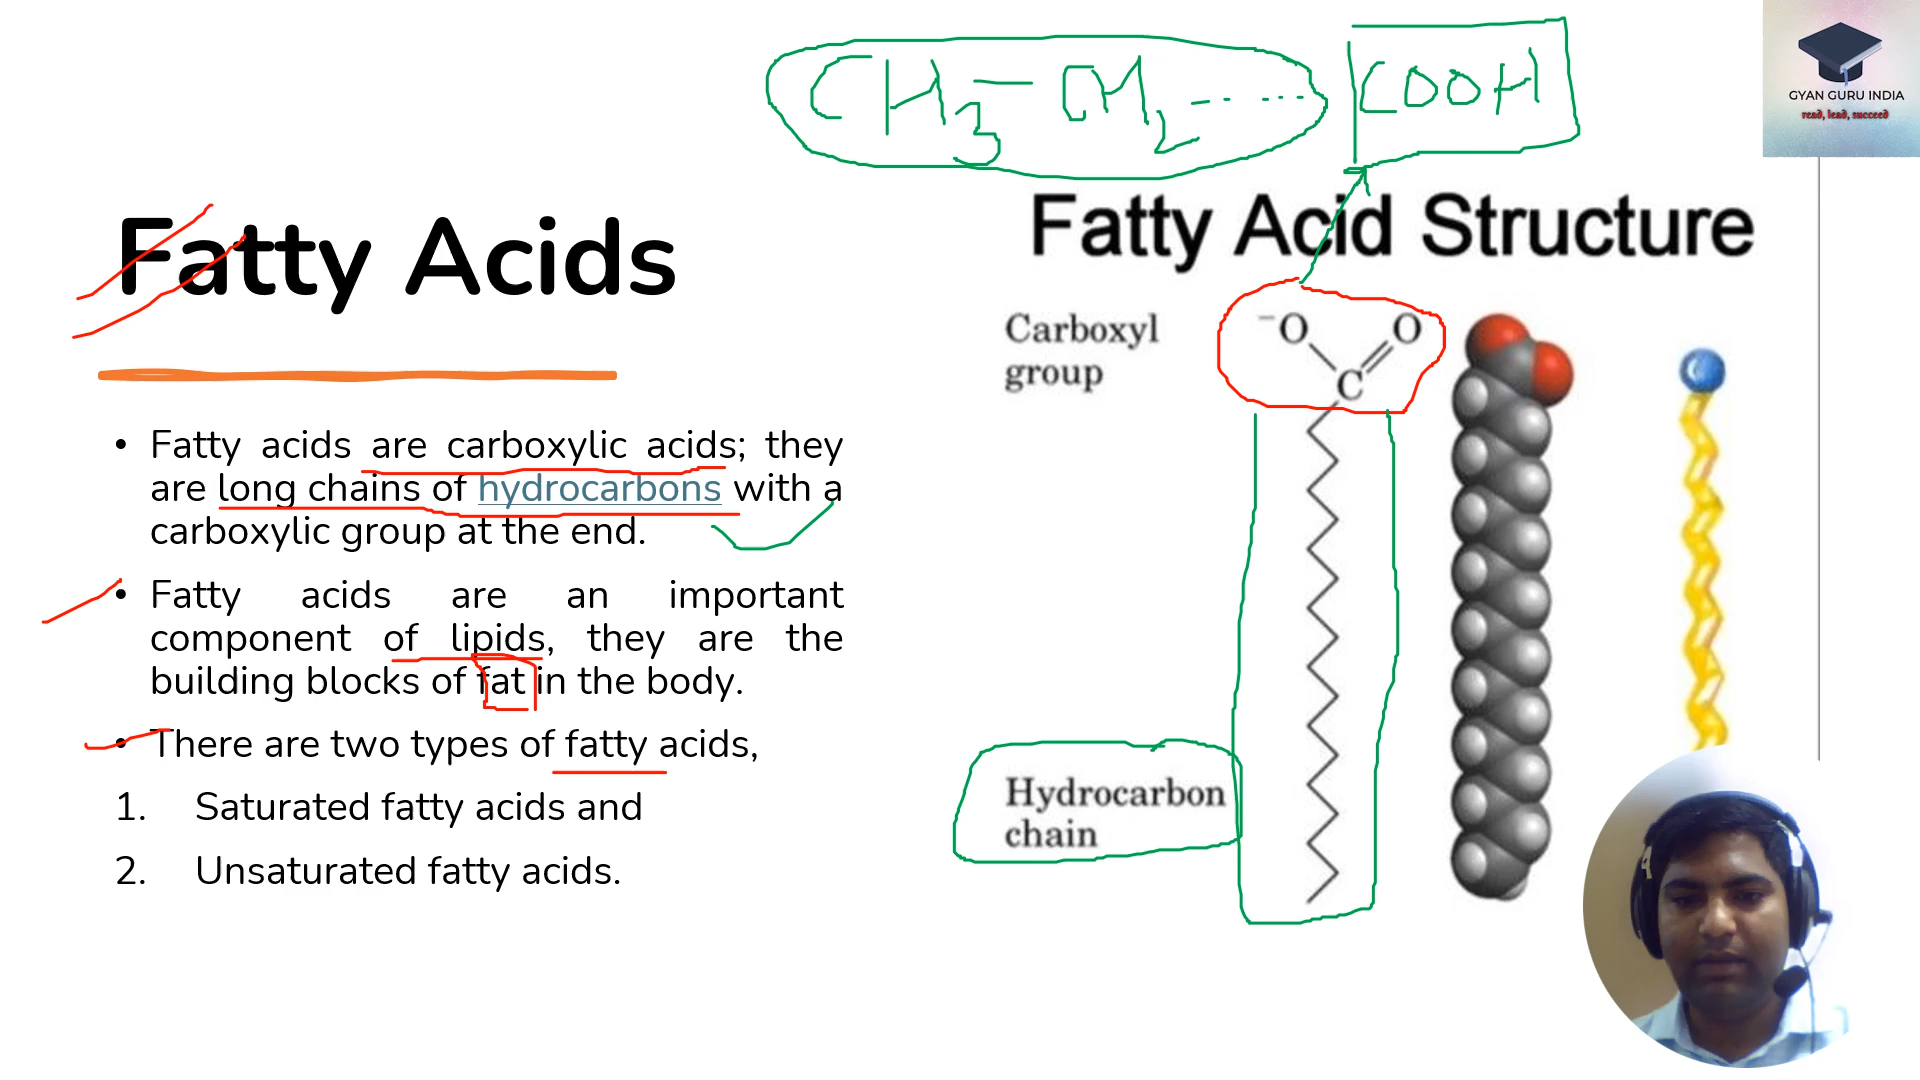 CH3 - CH2 ------ COOH
GYAN GURU INDIA
read, lead, succeed
Fatty Acids
Fatty Acid Structure
Carboxyl
group
⁻O O
C
• Fatty acids are carboxylic acids; they
are long chains of hydrocarbons with a
carboxylic group at the end.
• Fatty acids are an important
component of lipids, they are the
building blocks of fat in the body.
• There are two types of fatty acids,
1. Saturated fatty acids and
2. Unsaturated fatty acids.
Hydrocarbon
chain